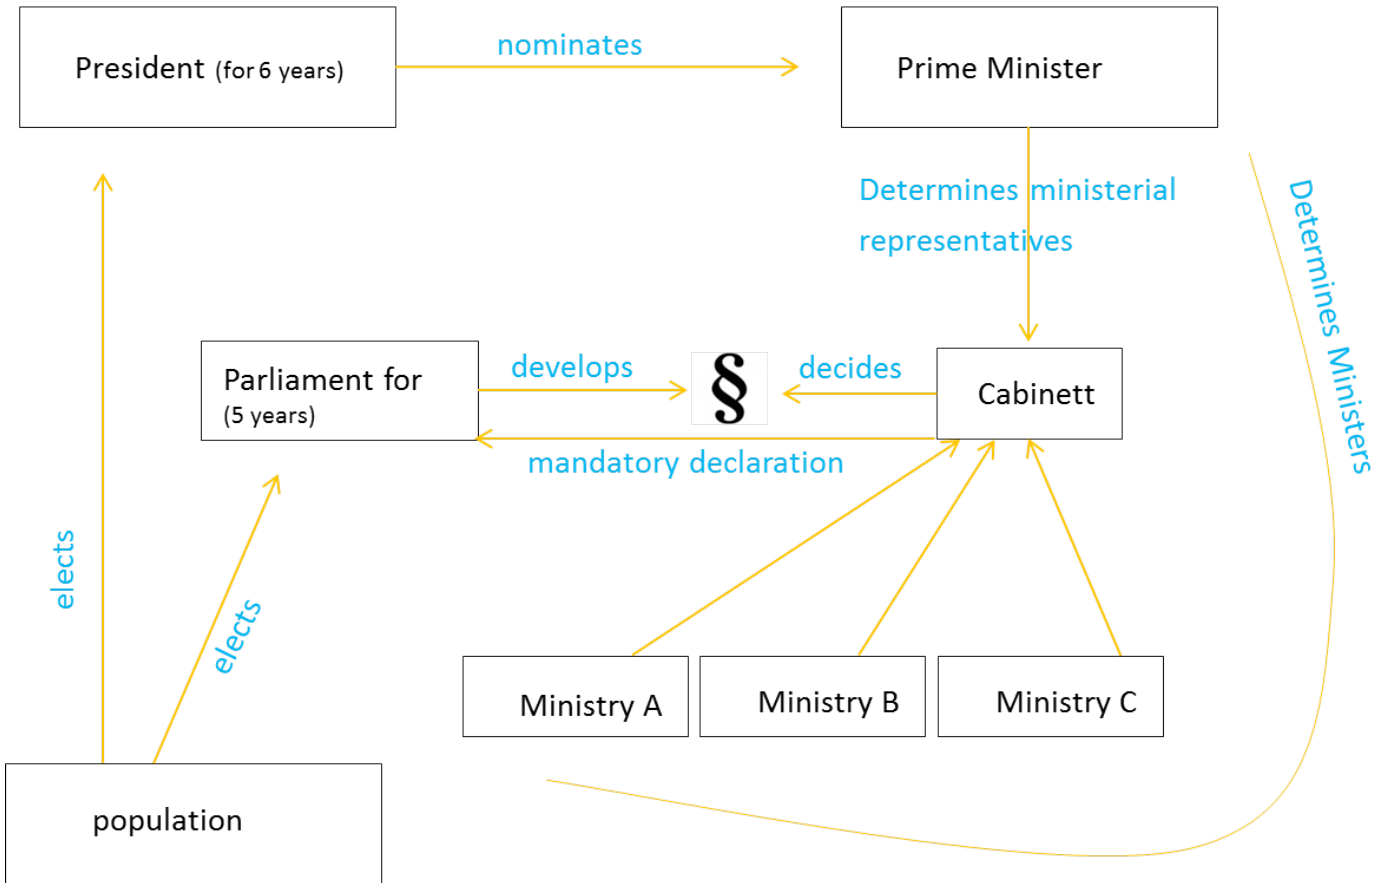 President (for 6 years)
nominates
Prime Minister
Determines ministerial
representatives
Determines Ministers
Parliament for
(5 years)
develops
§
decides
Cabinett
mandatory declaration
elects
elects
Ministry A
Ministry B
Ministry C
population